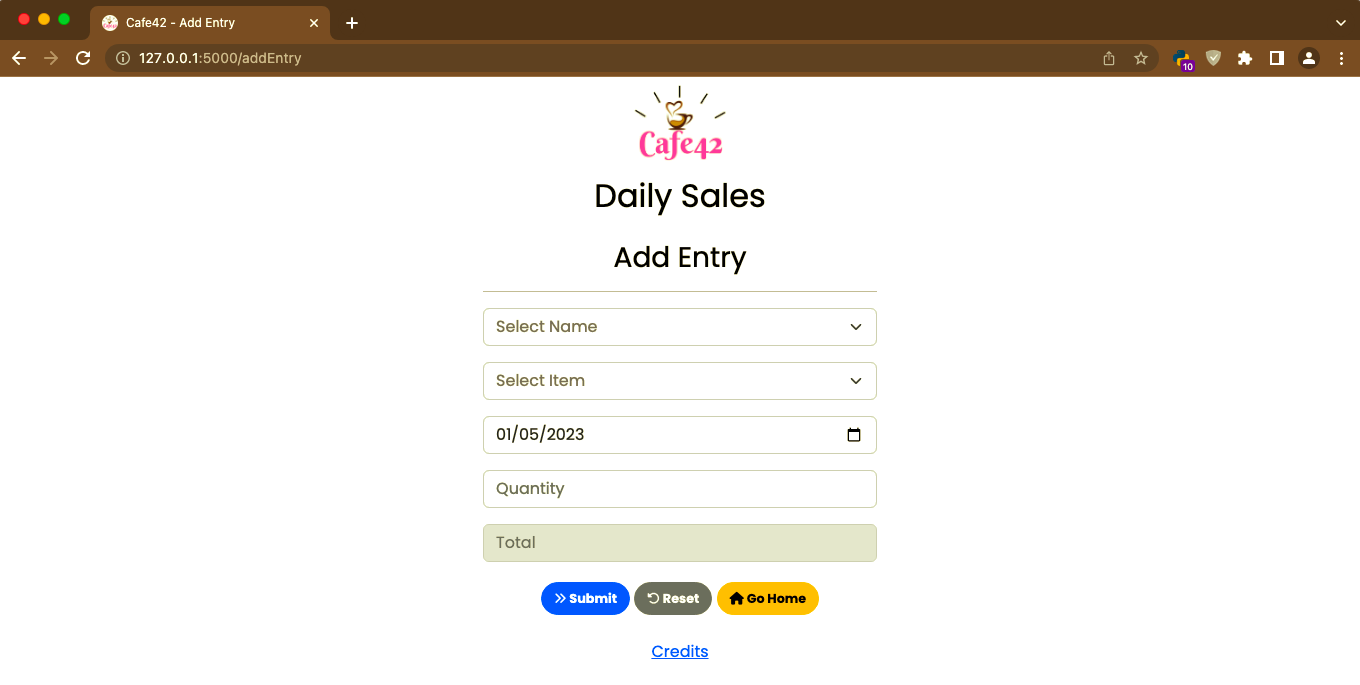 Cafe42 - Add Entry
127.0.0.1:5000/addEntry
10
Cafe42
Daily Sales
Add Entry
Select Name
Select Item
01/05/2023
Quantity
Total
Submit Reset Go Home
Credits